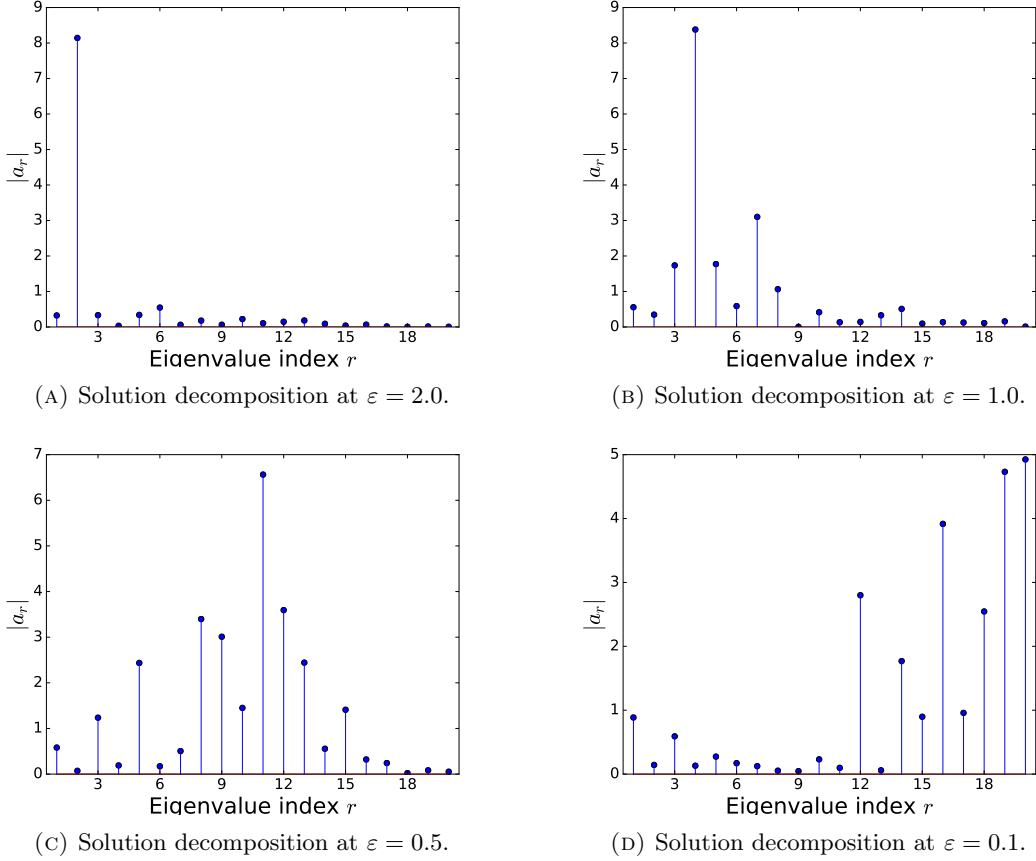 9
8
7
6
5
4
3
2
1
0
|a_r|
3 6 9 12 15 18
Eigenvalue index r
(A) Solution decomposition at ε = 2.0.
9
8
7
6
5
4
3
2
1
0
|a_r|
3 6 9 12 15 18
Eigenvalue index r
(B) Solution decomposition at ε = 1.0.
7
6
5
4
3
2
1
0
|a_r|
3 6 9 12 15 18
Eigenvalue index r
(C) Solution decomposition at ε = 0.5.
5
4
3
2
1
0
|a_r|
3 6 9 12 15 18
Eigenvalue index r
(D) Solution decomposition at ε = 0.1.